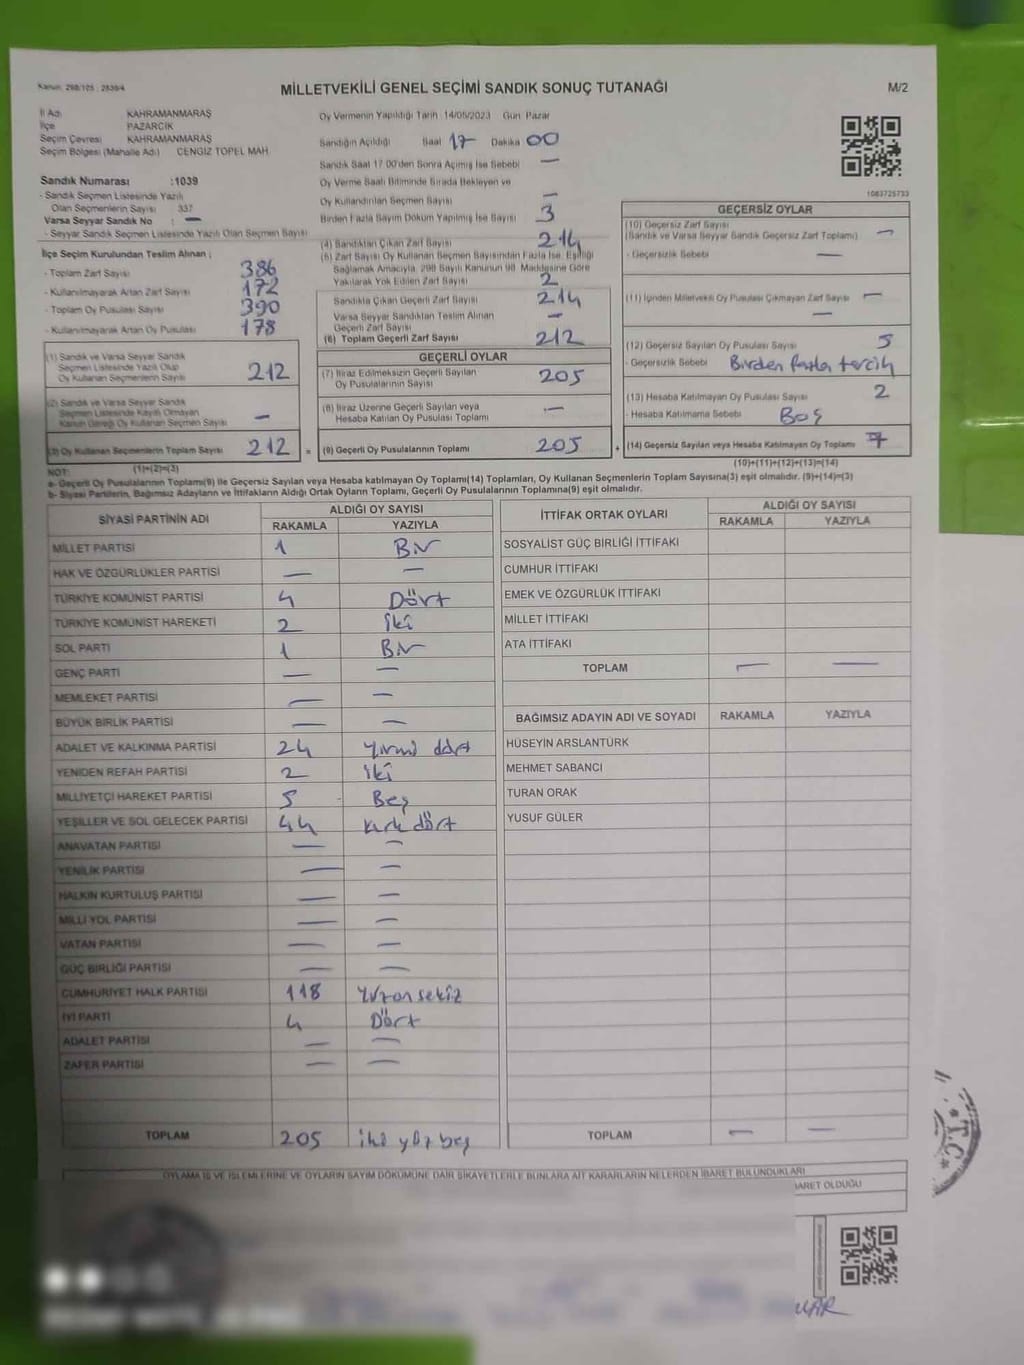 Kanun: 298/105 , 2839/4
MİLLETVEKİLİ GENEL SEÇİMİ SANDIK SONUÇ TUTANAĞI
M/2
İl Adı KAHRAMANMARAŞ
İlçe PAZARCIK
Seçim Çevresi KAHRAMANMARAŞ
Seçim Bölgesi (Mahalle Adı) CENGİZ TOPEL MAH.
Sandık Numarası :1039
- Sandık Seçmen Listesinde Yazılı
Olan Seçmenlerin Sayısı 337
Varsa Seyyar Sandık No : —
- Seyyar Sandık Seçmen Listesinde Yazılı Olan Seçmen Sayısı
İlçe Seçim Kurulundan Teslim Alınan ;
- Toplam Zarf Sayısı 386
- Kullanılmayarak Artan Zarf Sayısı 172
- Toplam Oy Pusulası Sayısı 390
- Kullanılmayarak Artan Oy Pusulası 178
(1) Sandık ve Varsa Seyyar Sandık
Seçmen Listesinde Yazılı Olup
Oy Kullanan Seçmenlerin Sayısı 212
(2) Sandık ve Varsa Seyyar Sandık
Seçmen Listesinde Kayıtlı Olmayan
Kanun Gereği Oy Kullanan Seçmen Sayısı —
(3) Oy Kullanan Seçmenlerin Toplam Sayısı 212 =
(1)+(2)=(3)
Oy Vermenin Yapıldığı Tarih 14/05/2023 Gün Pazar
Sandığın Açıldığı Saat 17 Dakika 00
Sandık Saat 17:00'den Sonra Açılmış İse Sebebi —
Oy Verme Saati Bitiminde Sırada Bekleyen ve
Oy Kullandırılan Seçmen Sayısı —
Birden Fazla Sayım Döküm Yapılmış İse Sayısı 3
(4) Sandıktan Çıkan Zarf Sayısı 214
(5) Zarf Sayısı Oy Kullanan Seçmen Sayısından Fazla İse, Eşitliği
Sağlamak Amacıyla, 298 Sayılı Kanunun 98. Maddesine Göre
Yakılarak Yok Edilen Zarf Sayısı 2
Sandıkta Çıkan Geçerli Zarf Sayısı 214
Varsa Seyyar Sandıktan Teslim Alınan
Geçerli Zarf Sayısı —
(6) Toplam Geçerli Zarf Sayısı 212
GEÇERLİ OYLAR
(7) İtiraz Edilmeksizin Geçerli Sayılan
Oy Pusulalarının Sayısı 205
(8) İtiraz Üzerine Geçerli Sayılan veya
Hesaba Katılan Oy Pusulası Toplamı —
(9) Geçerli Oy Pusulalarının Toplamı 205 +
1083725733
GEÇERSİZ OYLAR
(10) Geçersiz Zarf Sayısı
(Sandık ve Varsa Seyyar Sandık Geçersiz Zarf Toplamı) —
- Geçersizlik Sebebi —
(11) İçinden Milletvekili Oy Pusulası Çıkmayan Zarf Sayısı —
—
(12) Geçersiz Sayılan Oy Pusulası Sayısı 5
- Geçersizlik Sebebi Birden fazla tercih
(13) Hesaba Katılmayan Oy Pusulası Sayısı 2
- Hesaba Katılmama Sebebi Boş
(14) Geçersiz Sayılan veya Hesaba Katılmayan Oy Toplamı 7
(10)+(11)+(12)+(13)=(14)
NOT:
a- Geçerli Oy Pusulalarının Toplamı(9) ile Geçersiz Sayılan veya Hesaba katılmayan Oy Toplamı(14) Toplamları, Oy Kullanan Seçmenlerin Toplam Sayısına(3) eşit olmalıdır. (9)+(14)=(3)
b- Siyasi Partilerin, Bağımsız Adayların ve İttifakların Aldığı Ortak Oyların Toplamı, Geçerli Oy Pusulalarının Toplamına(9) eşit olmalıdır.
SİYASİ PARTİNİN ADI ALDIĞI OY SAYISI
RAKAMLA YAZIYLA
MİLLET PARTİSİ 1 Bir
HAK VE ÖZGÜRLÜKLER PARTİSİ — —
TÜRKİYE KOMÜNİST PARTİSİ 4 Dört
TÜRKİYE KOMÜNİST HAREKETİ 2 iki
SOL PARTİ 1 Bir
GENÇ PARTİ — —
MEMLEKET PARTİSİ — —
BÜYÜK BİRLİK PARTİSİ — —
ADALET VE KALKINMA PARTİSİ 24 yirmi dört
YENİDEN REFAH PARTİSİ 2 iki
MİLLİYETÇİ HAREKET PARTİSİ 5 Beş
YEŞİLLER VE SOL GELECEK PARTİSİ 44 kırk dört
ANAVATAN PARTİSİ — —
YENİLİK PARTİSİ — —
HALKIN KURTULUŞ PARTİSİ — —
MİLLİ YOL PARTİSİ — —
VATAN PARTİSİ — —
GÜÇ BİRLİĞİ PARTİSİ — —
CUMHURİYET HALK PARTİSİ 118 yüzonsekiz
İYİ PARTİ 4 Dört
ADALET PARTİSİ — —
ZAFER PARTİSİ — —
TOPLAM 205 iki yüz beş
İTTİFAK ORTAK OYLARI ALDIĞI OY SAYISI
RAKAMLA YAZIYLA
SOSYALİST GÜÇ BİRLİĞİ İTTİFAKI
CUMHUR İTTİFAKI
EMEK VE ÖZGÜRLÜK İTTİFAKI
MİLLET İTTİFAKI
ATA İTTİFAKI
TOPLAM — —
BAĞIMSIZ ADAYIN ADI VE SOYADI RAKAMLA YAZIYLA
HÜSEYİN ARSLANTÜRK
MEHMET SABANCI
TURAN ORAK
YUSUF GÜLER
TOPLAM — —
T.C.
OYLAMA İŞ VE İŞLEMLERİNE VE OYLARIN SAYIM DÖKÜMÜNE DAİR ŞİKAYETLERLE BUNLARA AİT KARARLARIN NELERDEN İBARET BULUNDUKLARI
OLDUĞU